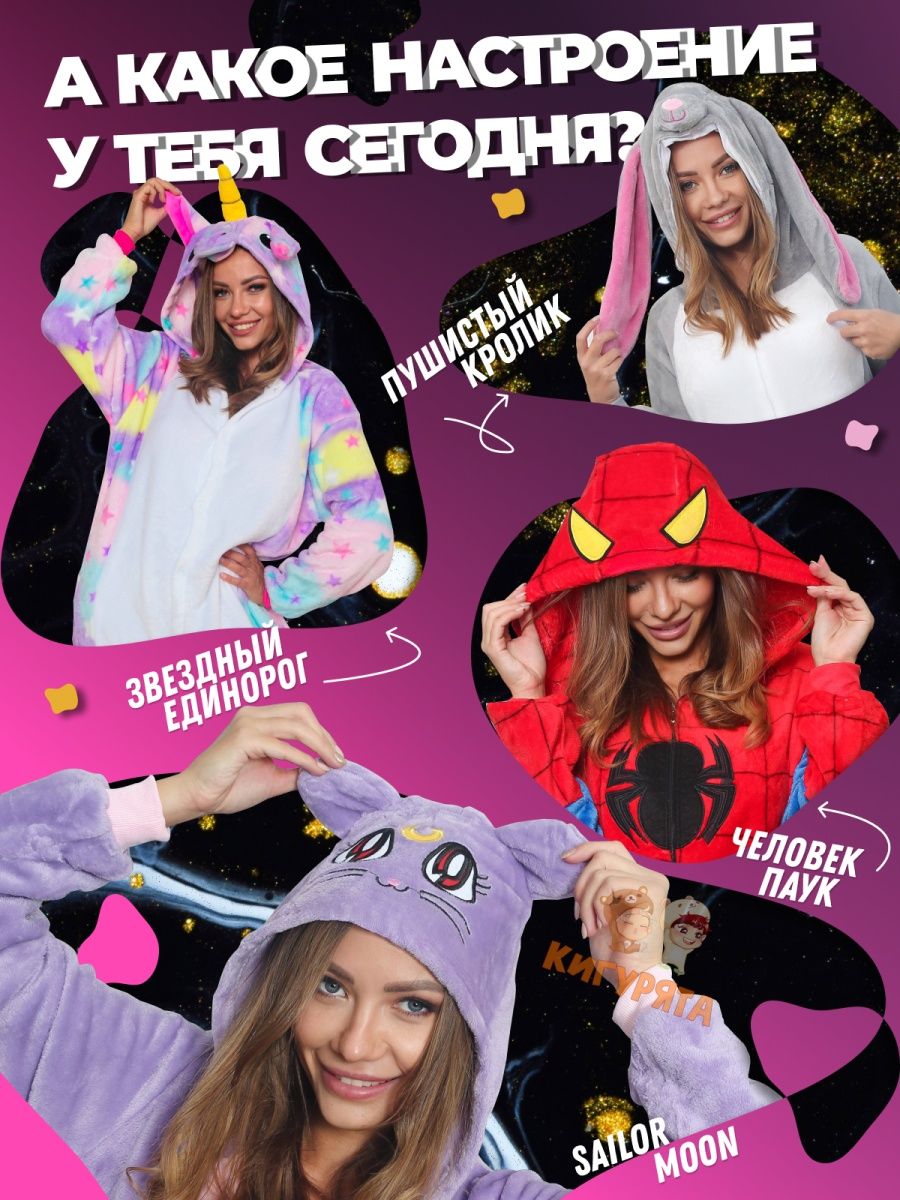 А КАКОЕ НАСТРОЕНИЕ
У ТЕБЯ СЕГОДНЯ?
ПУШИСТЫЙ
КРОЛИК
ЗВЕЗДНЫЙ
ЕДИНОРОГ
ЧЕЛОВЕК
ПАУК
КИГУРЯТА
SAILOR
MOON